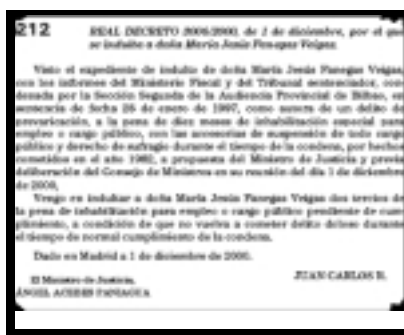 212 REAL DECRETO 2005/2000, de 1 de diciembre, por el que
se indulta a doña María Jesús Fanegas Veigas.
Visto el expediente de indulto de doña María Jesús Fanegas Veigas,
con los informes del Ministerio Fiscal y del Tribunal sentenciador, con-
denada por la Sección Segunda de la Audiencia Provincial de Bilbao, en
sentencia de fecha 25 de enero de 1997, como autora de un delito de
prevaricación, a la pena de diez meses de inhabilitación especial para
empleo o cargo público, con las accesorias de suspensión de todo cargo
público y derecho de sufragio durante el tiempo de la condena, por hechos
cometidos en el año 1992, a propuesta del Ministro de Justicia y previa
deliberación del Consejo de Ministros en su reunión del día 1 de diciembre
de 2000,
Vengo en indultar a doña María Jesús Fanegas Veigas dos tercios de
la pena de inhabilitación para empleo o cargo público pendiente de cum-
plimiento, a condición de que no vuelva a cometer delito doloso durante
el tiempo de normal cumplimiento de la condena.
Dado en Madrid a 1 de diciembre de 2000.
JUAN CARLOS R.
El Ministro de Justicia,
ÁNGEL ACEBES PANIAGUA